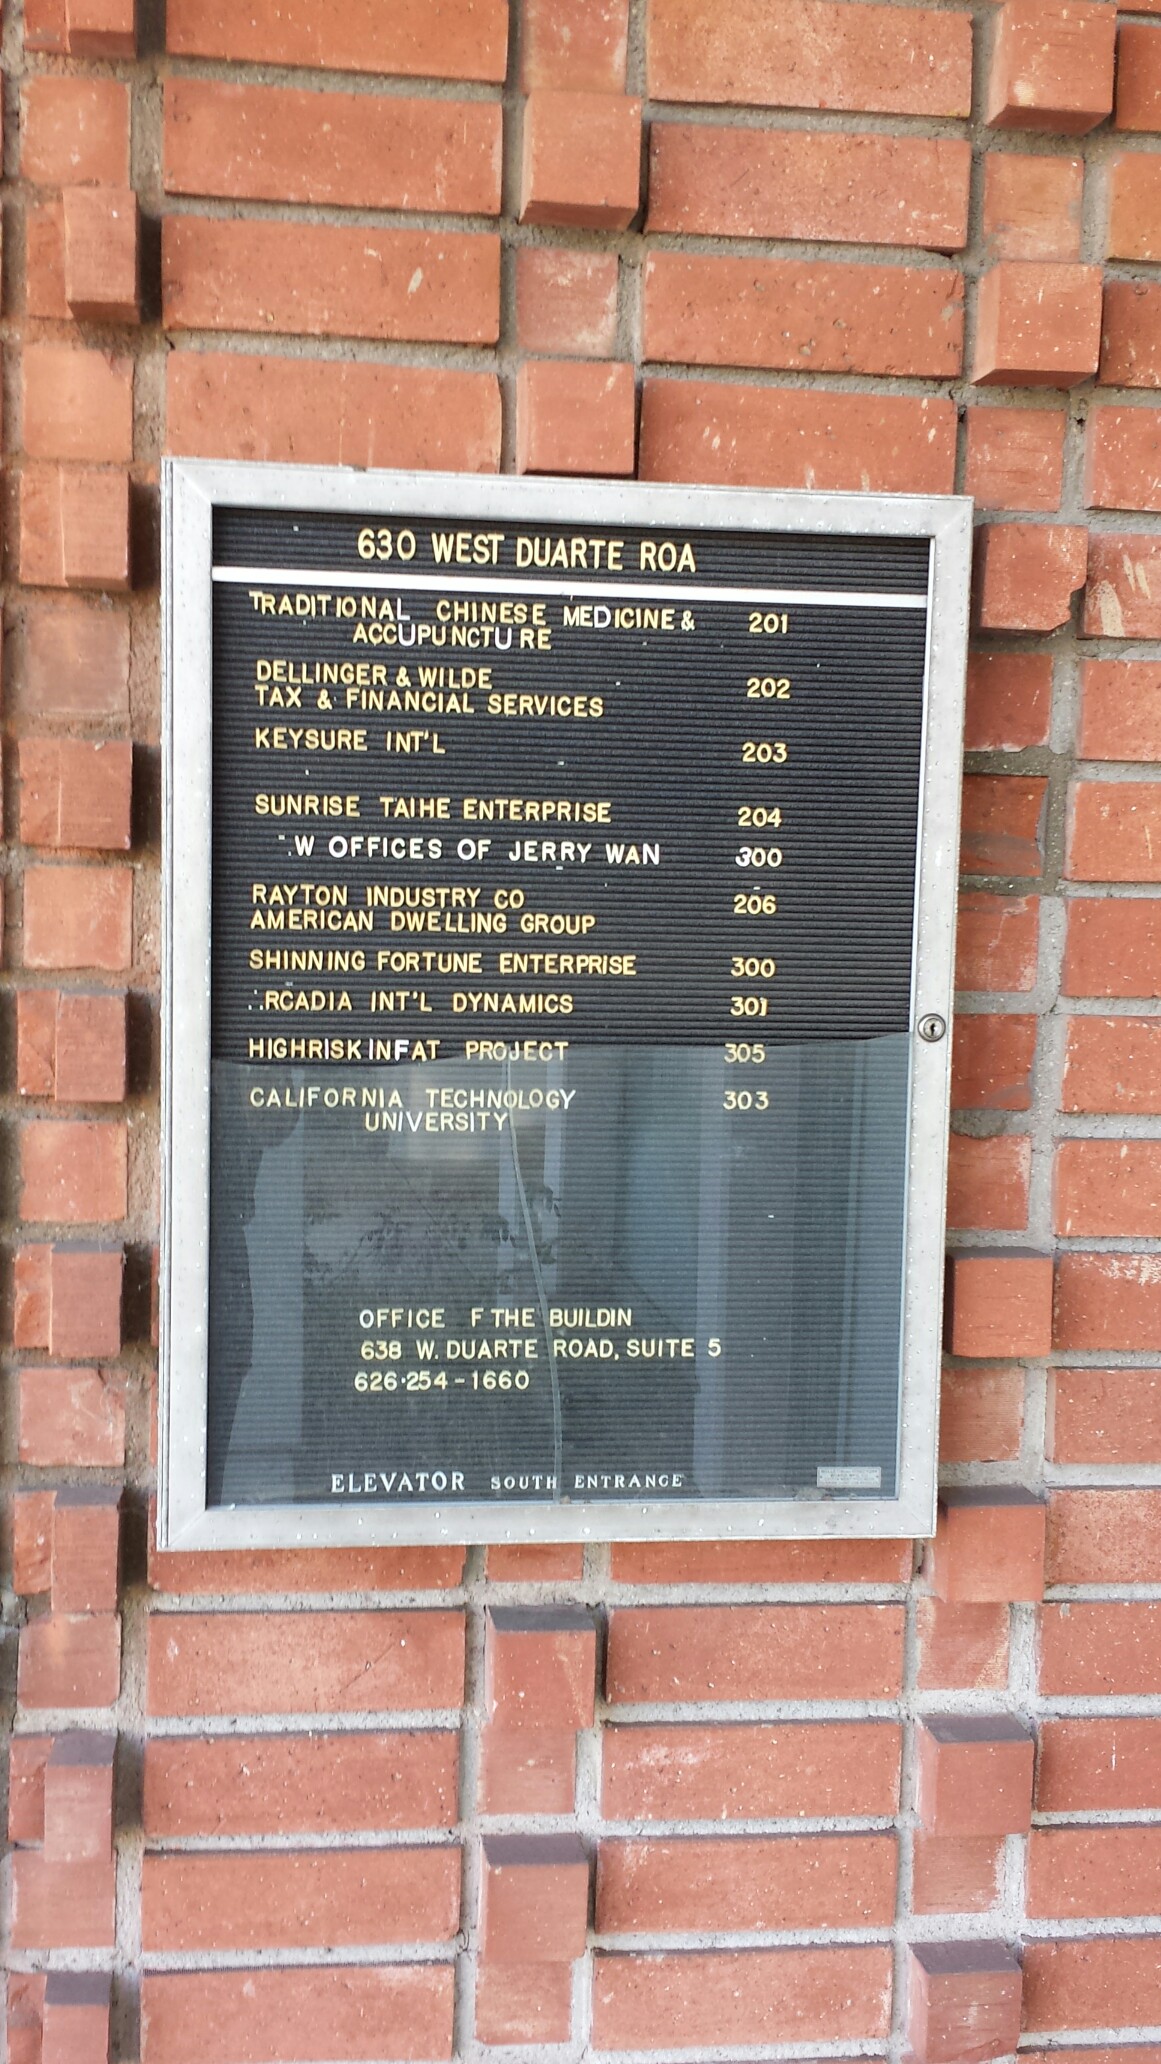 630 WEST DUARTE ROA
TRADITIONAL CHINESE MEDICINE & 201
ACCUPUNCTURE
DELLINGER & WILDE 202
TAX & FINANCIAL SERVICES
KEYSURE INT'L 203
SUNRISE TAIHE ENTERPRISE 204
W OFFICES OF JERRY WAN 300
RAYTON INDUSTRY CO 206
AMERICAN DWELLING GROUP
SHINNING FORTUNE ENTERPRISE 300
RCADIA INT'L DYNAMICS 301
HIGHRISK INFAT PROJECT 305
CALIFORNIA TECHNOLOGY 303
UNIVERSITY
OFFICE F THE BUILDIN
638 W. DUARTE ROAD, SUITE 5
626·254-1660
ELEVATOR SOUTH ENTRANCE